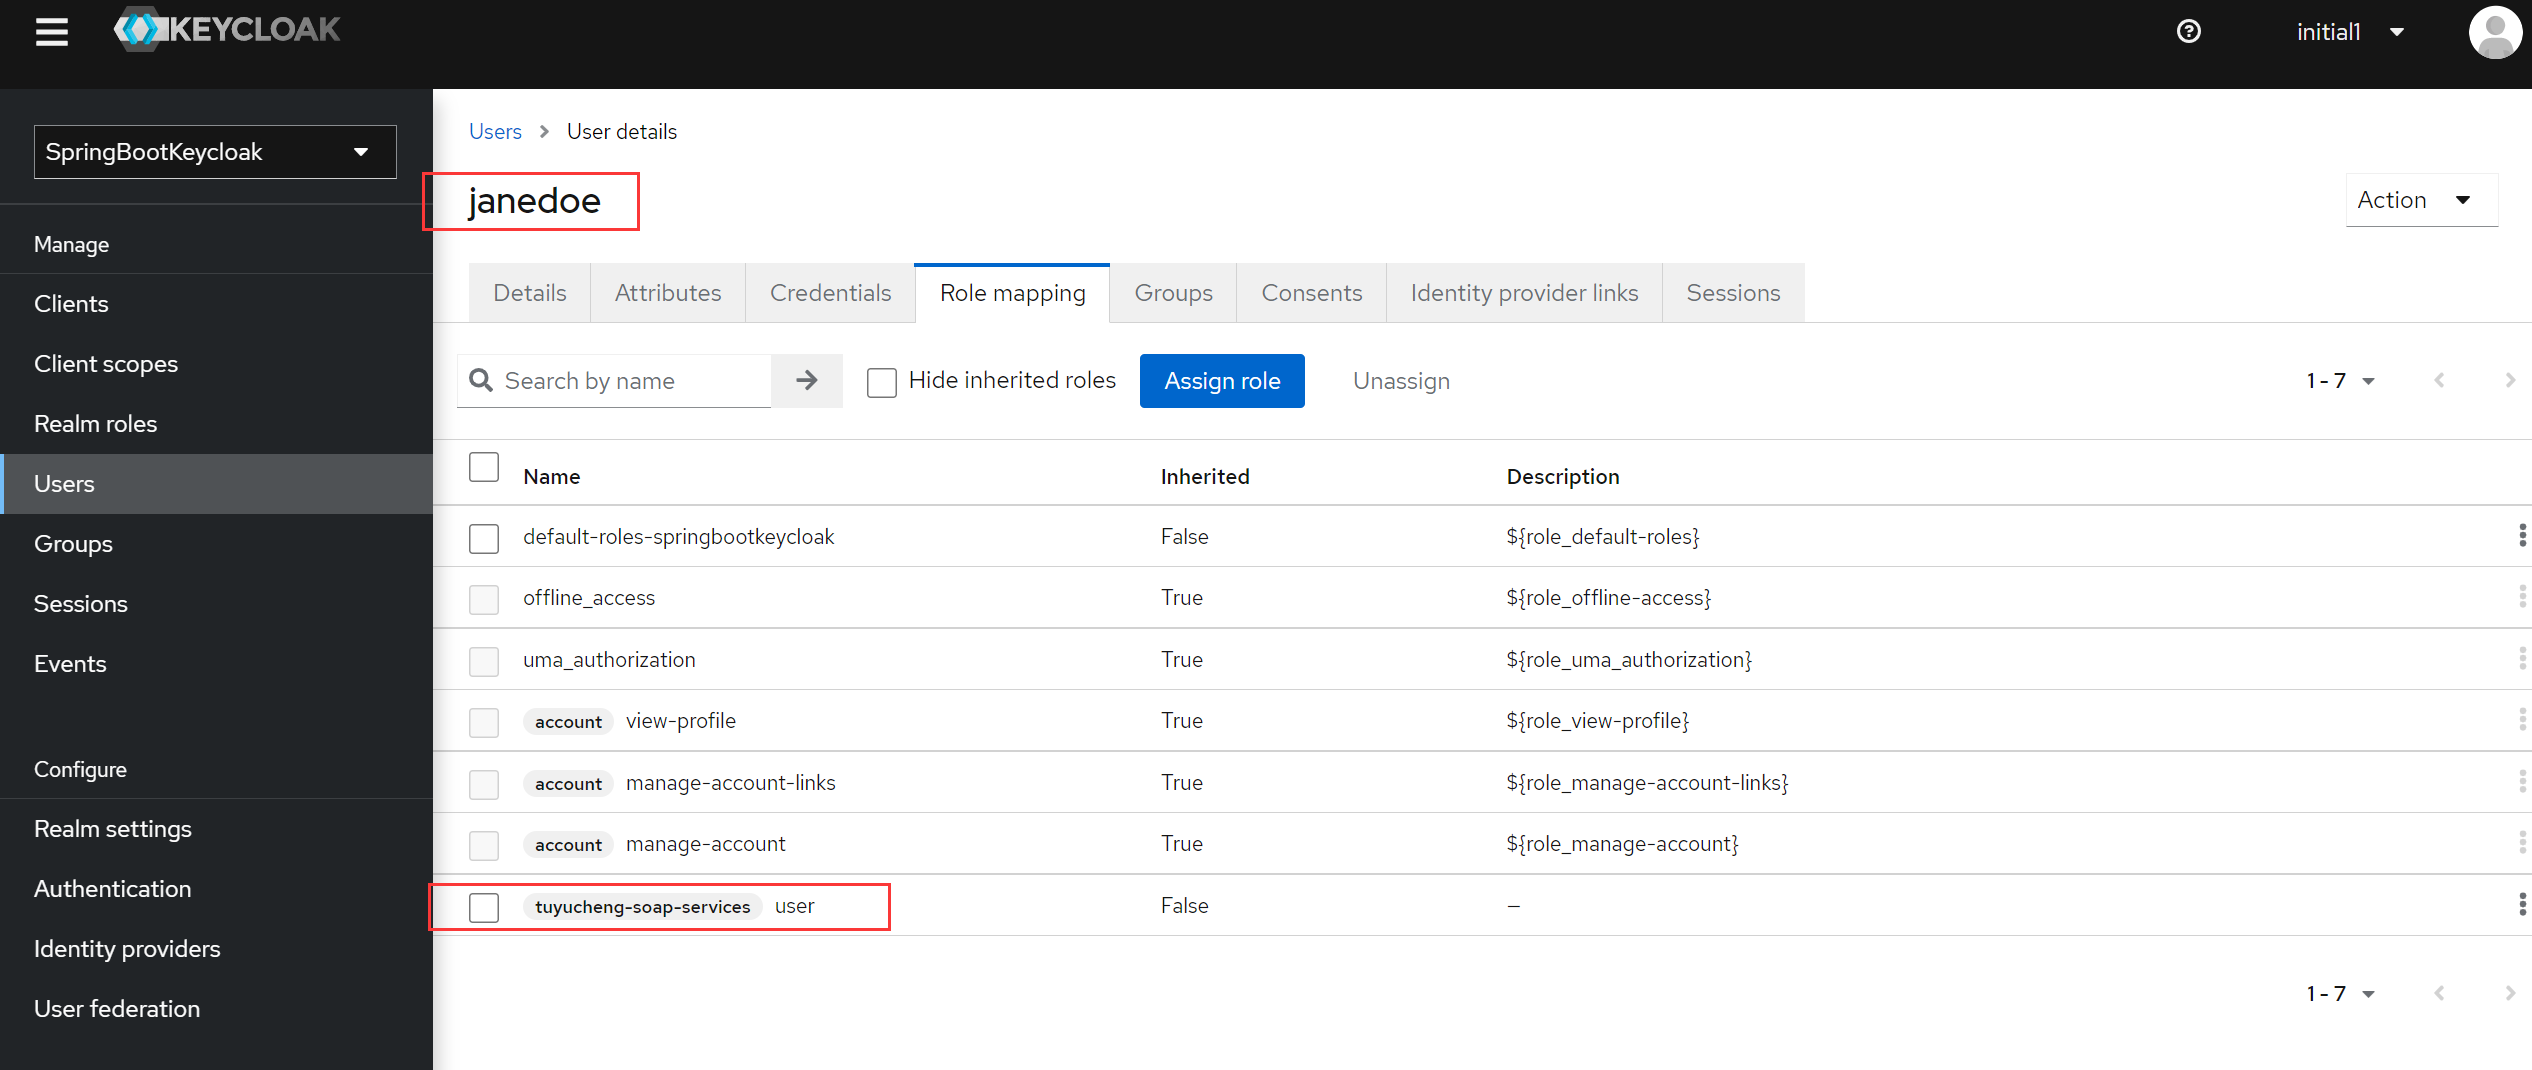 KEYCLOAK
initial1
SpringBootKeycloak
Manage
Clients
Client scopes
Realm roles
Users
Groups
Sessions
Events
Configure
Realm settings
Authentication
Identity providers
User federation
Users > User details
janedoe
Action
Details Attributes Credentials Role mapping Groups Consents Identity provider links Sessions
Search by name Hide inherited roles Assign role Unassign 1 - 7
Name Inherited Description
default-roles-springbootkeycloak False ${role_default-roles}
offline_access True ${role_offline-access}
uma_authorization True ${role_uma_authorization}
account view-profile True ${role_view-profile}
account manage-account-links True ${role_manage-account-links}
account manage-account True ${role_manage-account}
tuyucheng-soap-services user False —
1 - 7